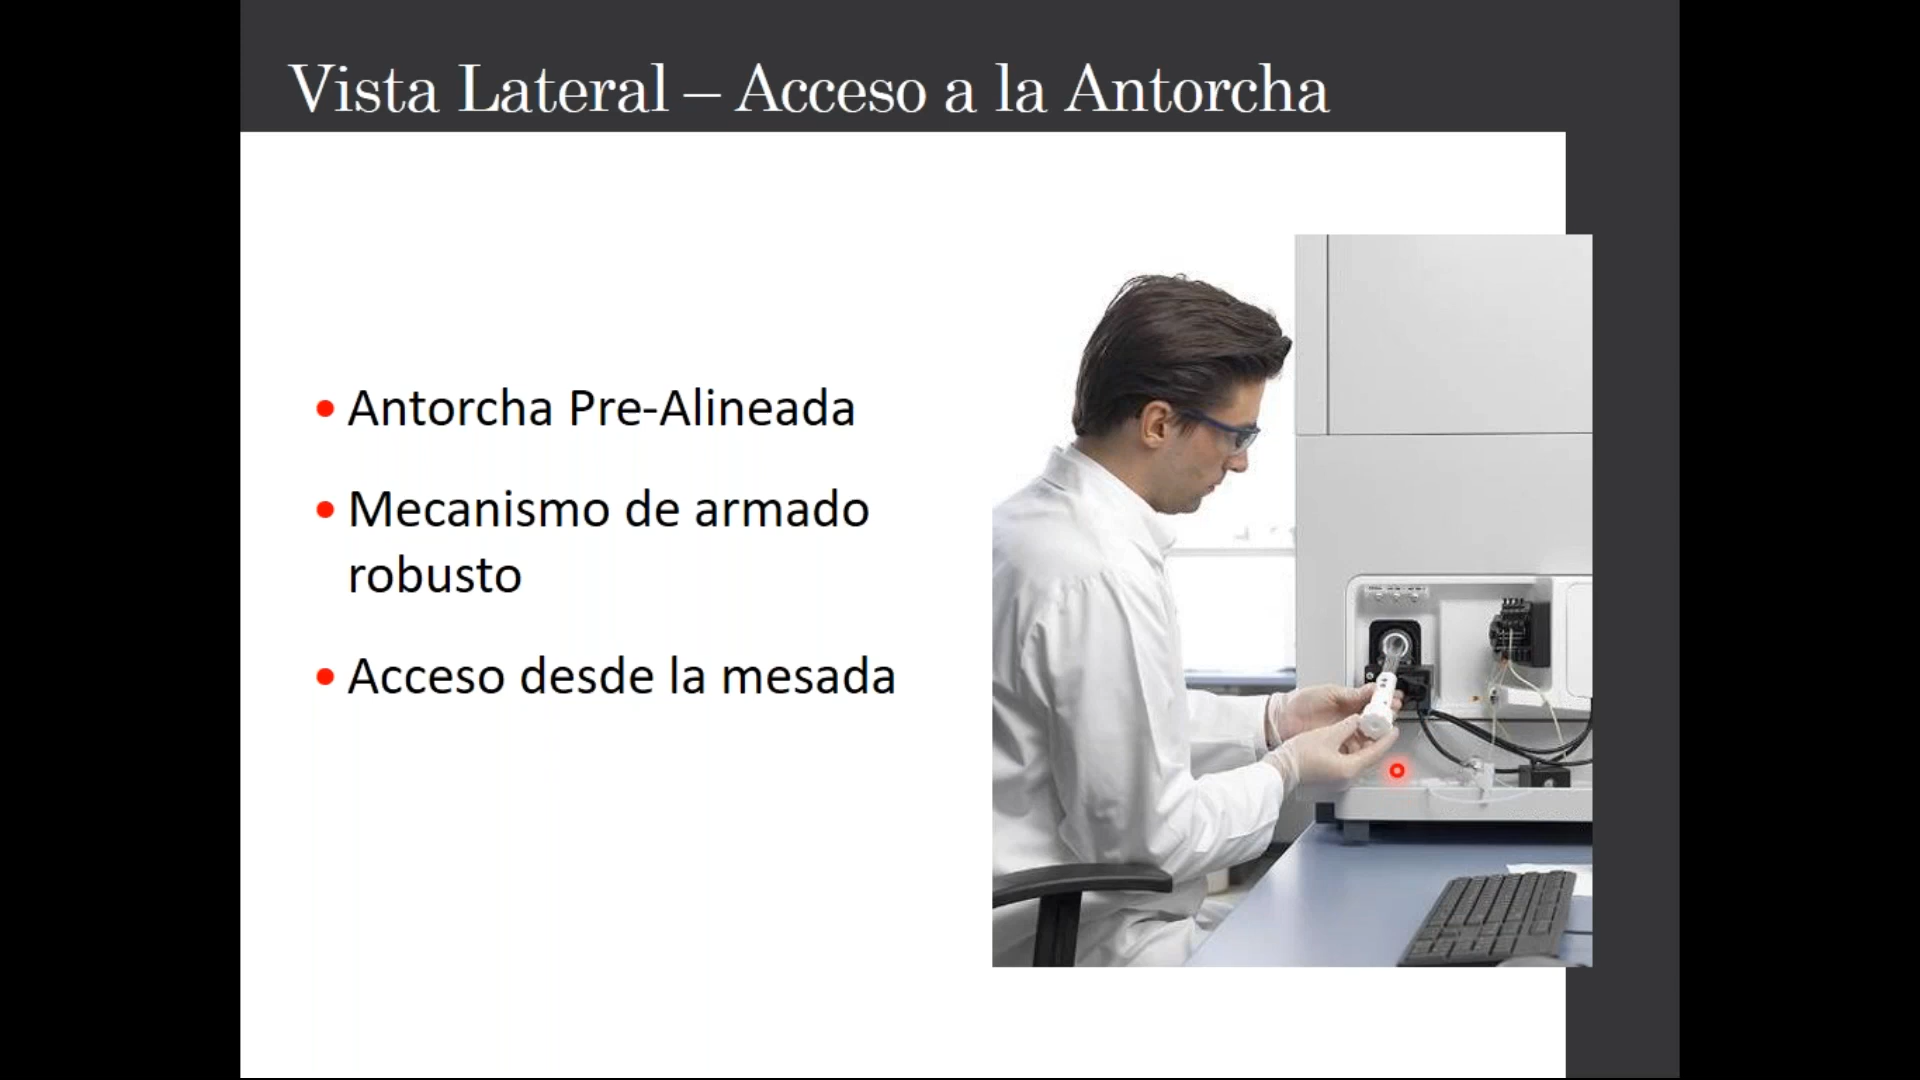 Vista Lateral – Acceso a la Antorcha
• Antorcha Pre-Alineada
• Mecanismo de armado
robusto
• Acceso desde la mesada